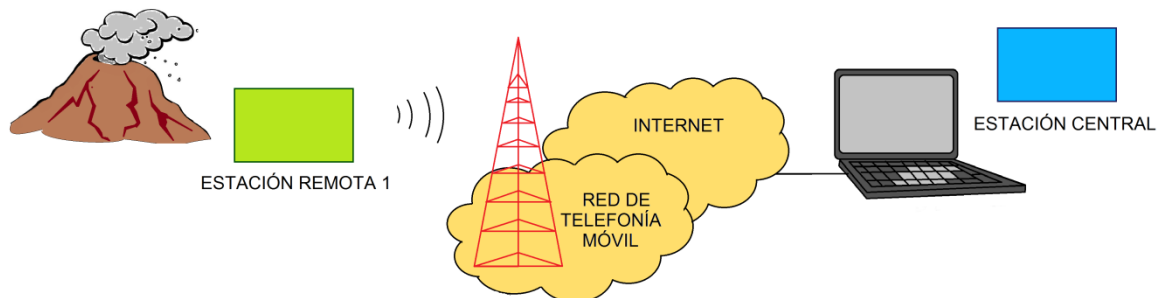 ESTACIÓN REMOTA 1
INTERNET
RED DE
TELEFONÍA
MÓVIL
ESTACIÓN CENTRAL